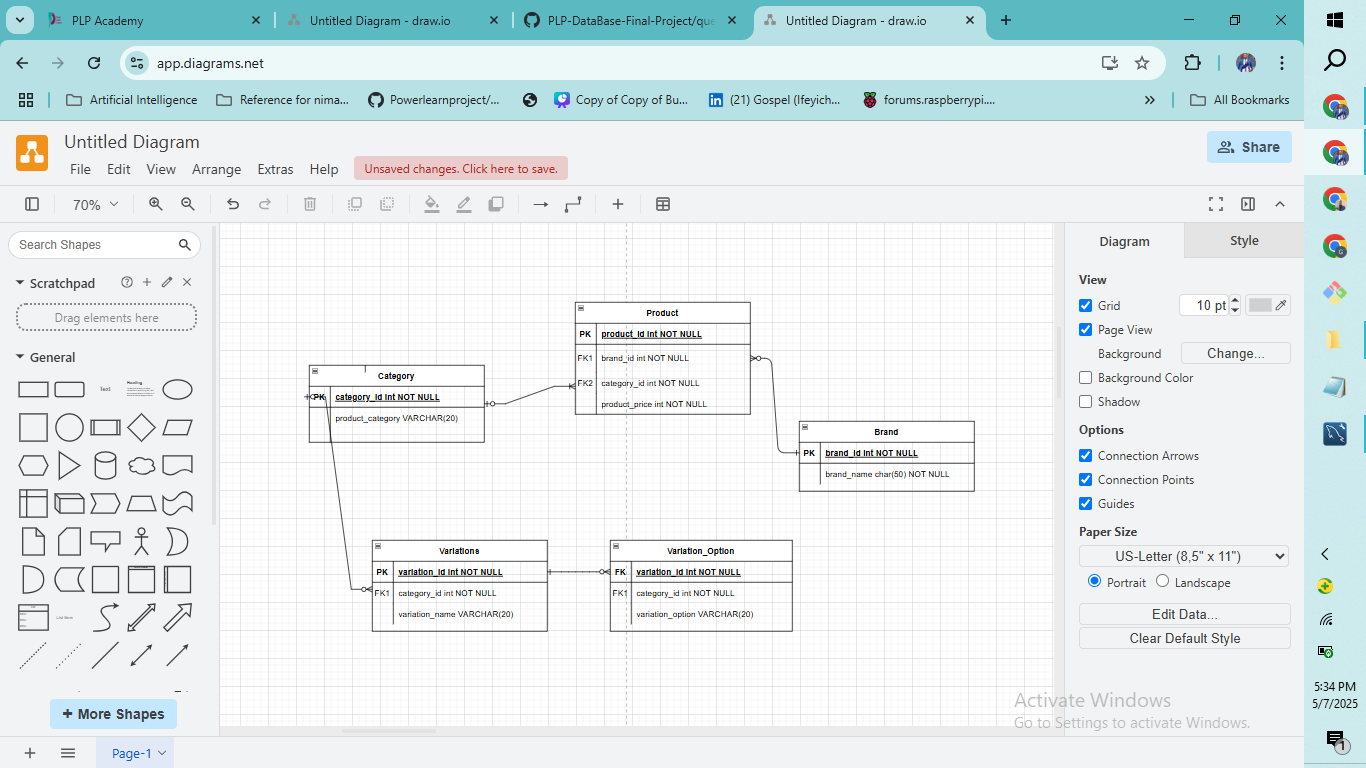 PLP Academy
Untitled Diagram - draw.io
PLP-DataBase-Final-Project/que
Untitled Diagram - draw.io
app.diagrams.net
Artificial Intelligence
Reference for nima...
Powerlearnproject/...
Copy of Copy of Bu...
(21) Gospel (Ifeyich...
forums.raspberrypi....
All Bookmarks
Untitled Diagram
File Edit View Arrange Extras Help
Unsaved changes. Click here to save.
Share
70%
Search Shapes
Scratchpad
Drag elements here
General
Text
Heading
List
List Item
+ More Shapes
Page-1
Product
PK product_id int NOT NULL
FK1 brand_id int NOT NULL
FK2 category_id int NOT NULL
product_price int NOT NULL
Category
PK category_id int NOT NULL
product_category VARCHAR(20)
Brand
PK brand_id int NOT NULL
brand_name char(50) NOT NULL
Variations
PK variation_id int NOT NULL
FK1 category_id int NOT NULL
variation_name VARCHAR(20)
Variation_Option
FK variation_id int NOT NULL
FK1 category_id int NOT NULL
variation_option VARCHAR(20)
Diagram
Style
View
Grid
10 pt
Page View
Background
Change...
Background Color
Shadow
Options
Connection Arrows
Connection Points
Guides
Paper Size
US-Letter (8,5" x 11")
Portrait
Landscape
Edit Data...
Clear Default Style
Activate Windows
Go to Settings to activate Windows.
5:34 PM
5/7/2025
1